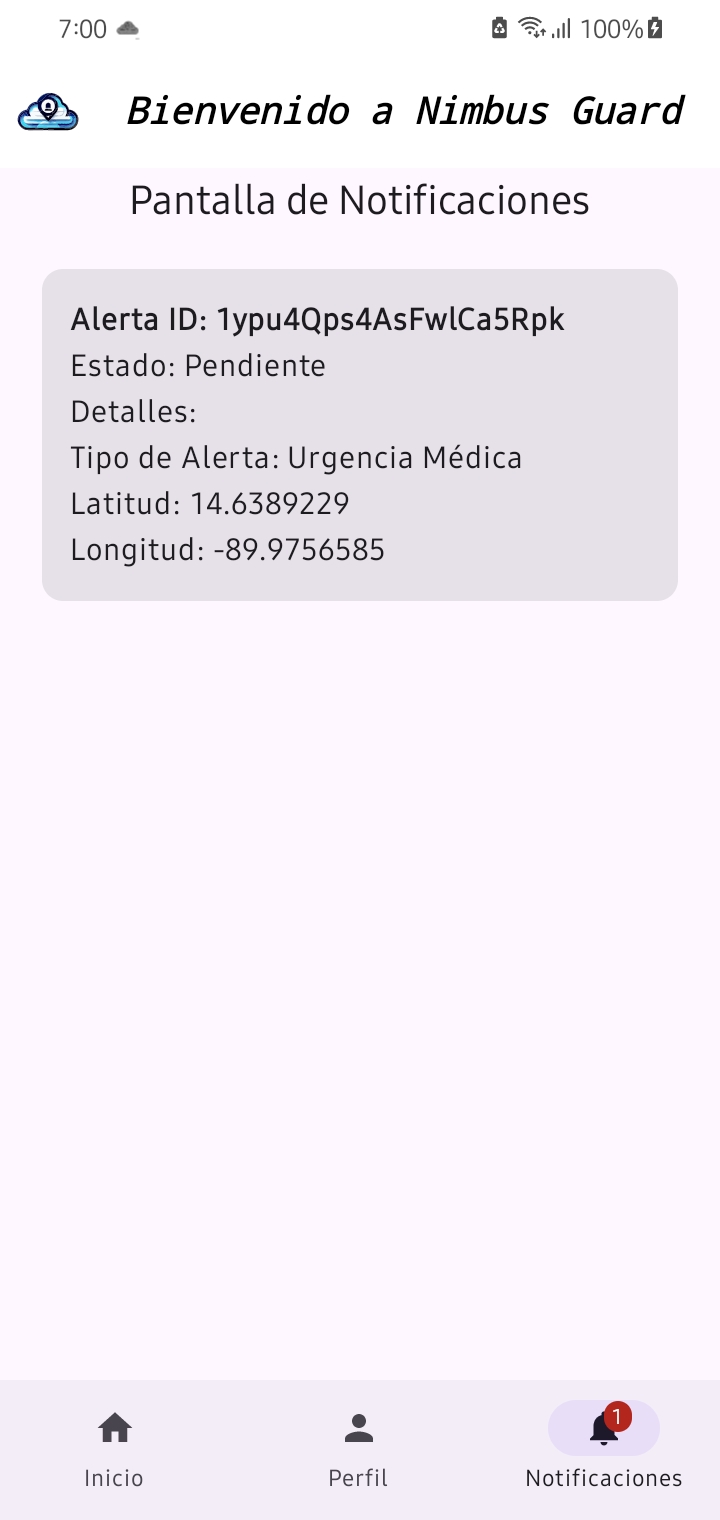 7:00
100%
Bienvenido a Nimbus Guard
Pantalla de Notificaciones
Alerta ID: 1ypu4Qps4AsFwlCa5Rpk
Estado: Pendiente
Detalles:
Tipo de Alerta: Urgencia Médica
Latitud: 14.6389229
Longitud: -89.9756585
1
Inicio
Perfil
Notificaciones